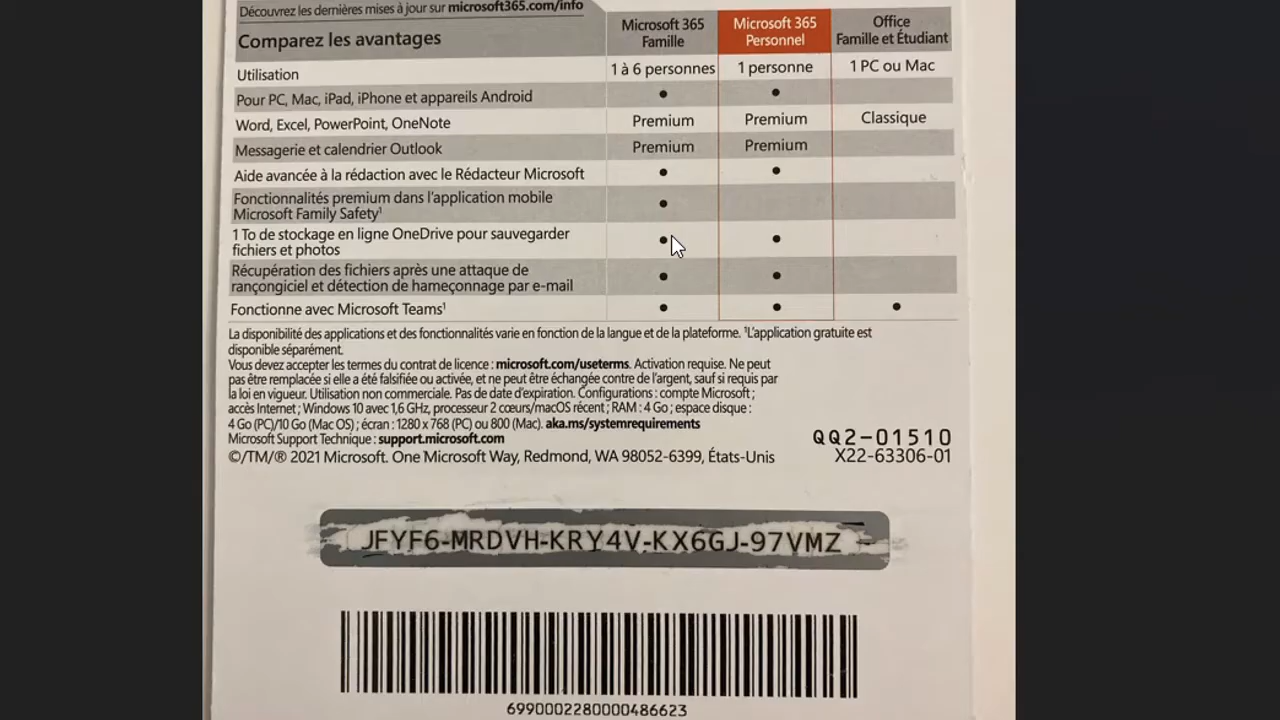 Découvrez les dernières mises à jour sur microsoft365.com/info
Comparez les avantages
Microsoft 365 Famille
Microsoft 365 Personnel
Office Famille et Étudiant
Utilisation 1 à 6 personnes 1 personne 1 PC ou Mac
Pour PC, Mac, iPad, iPhone et appareils Android • •
Word, Excel, PowerPoint, OneNote Premium Premium Classique
Messagerie et calendrier Outlook Premium Premium
Aide avancée à la rédaction avec le Rédacteur Microsoft • •
Fonctionnalités premium dans l'application mobile
Microsoft Family Safety¹ •
1 To de stockage en ligne OneDrive pour sauvegarder
fichiers et photos • •
Récupération des fichiers après une attaque de
rançongiciel et détection de hameçonnage par e-mail • •
Fonctionne avec Microsoft Teams¹ • • •
La disponibilité des applications et des fonctionnalités varie en fonction de la langue et de la plateforme. ¹L'application gratuite est
disponible séparément.
Vous devez accepter les termes du contrat de licence : microsoft.com/useterms. Activation requise. Ne peut
pas être remplacée si elle a été falsifiée ou activée, et ne peut être échangée contre de l'argent, sauf si requis par
la loi en vigueur. Utilisation non commerciale. Pas de date d'expiration. Configurations : compte Microsoft ;
accès Internet ; Windows 10 avec 1,6 GHz, processeur 2 cœurs/macOS récent ; RAM : 4 Go ; espace disque :
4 Go (PC)/10 Go (Mac OS) ; écran : 1280 x 768 (PC) ou 800 (Mac). aka.ms/systemrequirements
Microsoft Support Technique : support.microsoft.com
©/TM/® 2021 Microsoft. One Microsoft Way, Redmond, WA 98052-6399, États-Unis
QQ2-01510
X22-63306-01
JFYF6-MRDVH-KRY4V-KX6GJ-97VMZ
6990002280000486623